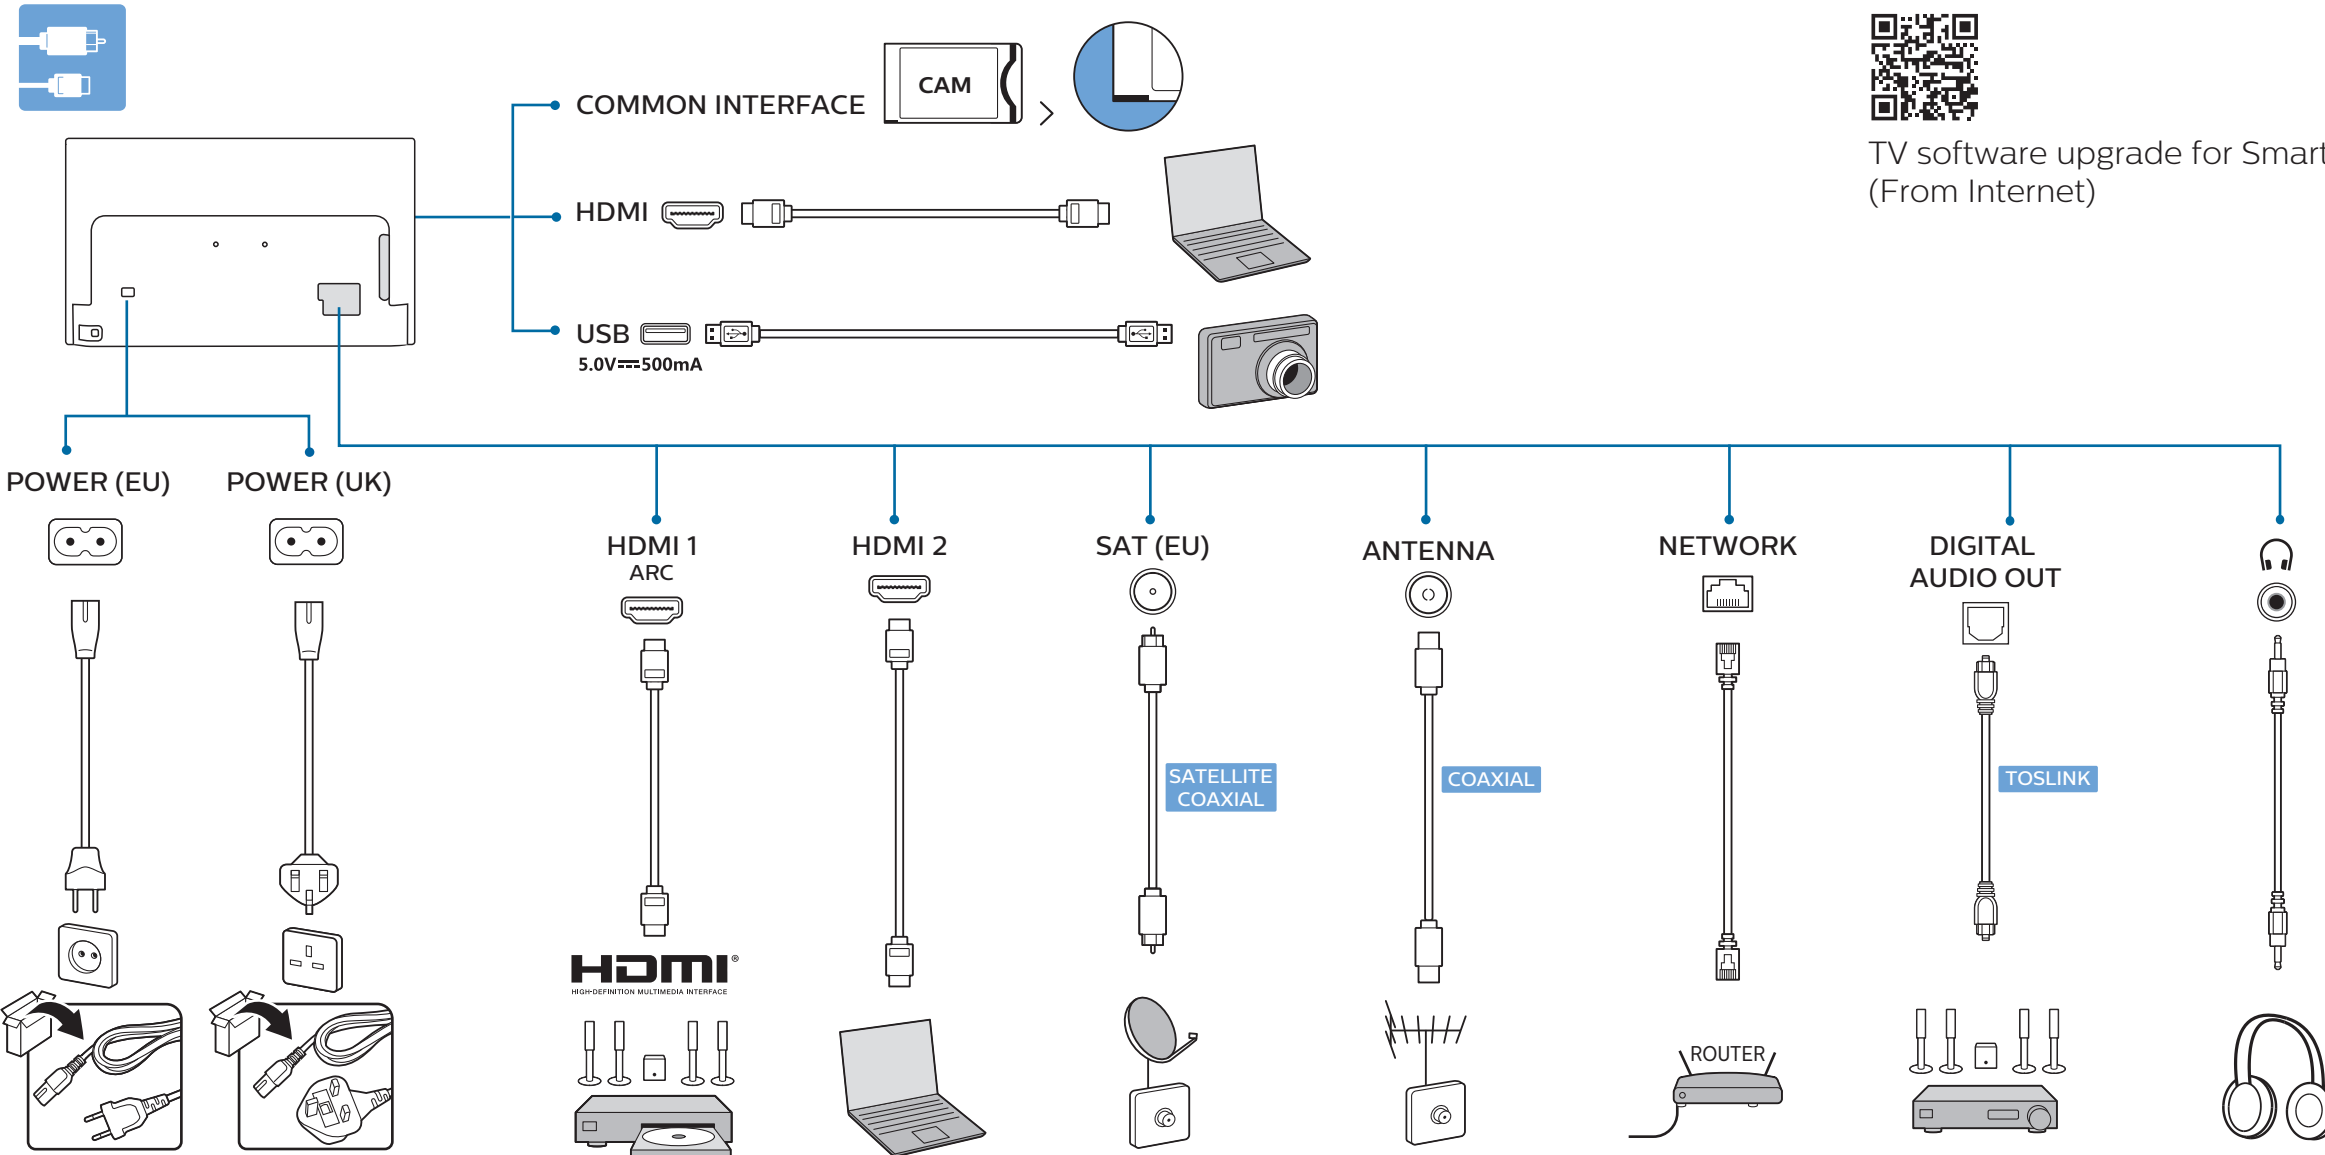 COMMON INTERFACE
CAM
HDMI
USB
5.0V⎓500mA
TV software upgrade for Smart
(From Internet)
POWER (EU)
POWER (UK)
HDMI 1
ARC
HDMI 2
SAT (EU)
ANTENNA
NETWORK
DIGITAL
AUDIO OUT
SATELLITE
COAXIAL
COAXIAL
TOSLINK
HDMI®
HIGH-DEFINITION MULTIMEDIA INTERFACE
ROUTER